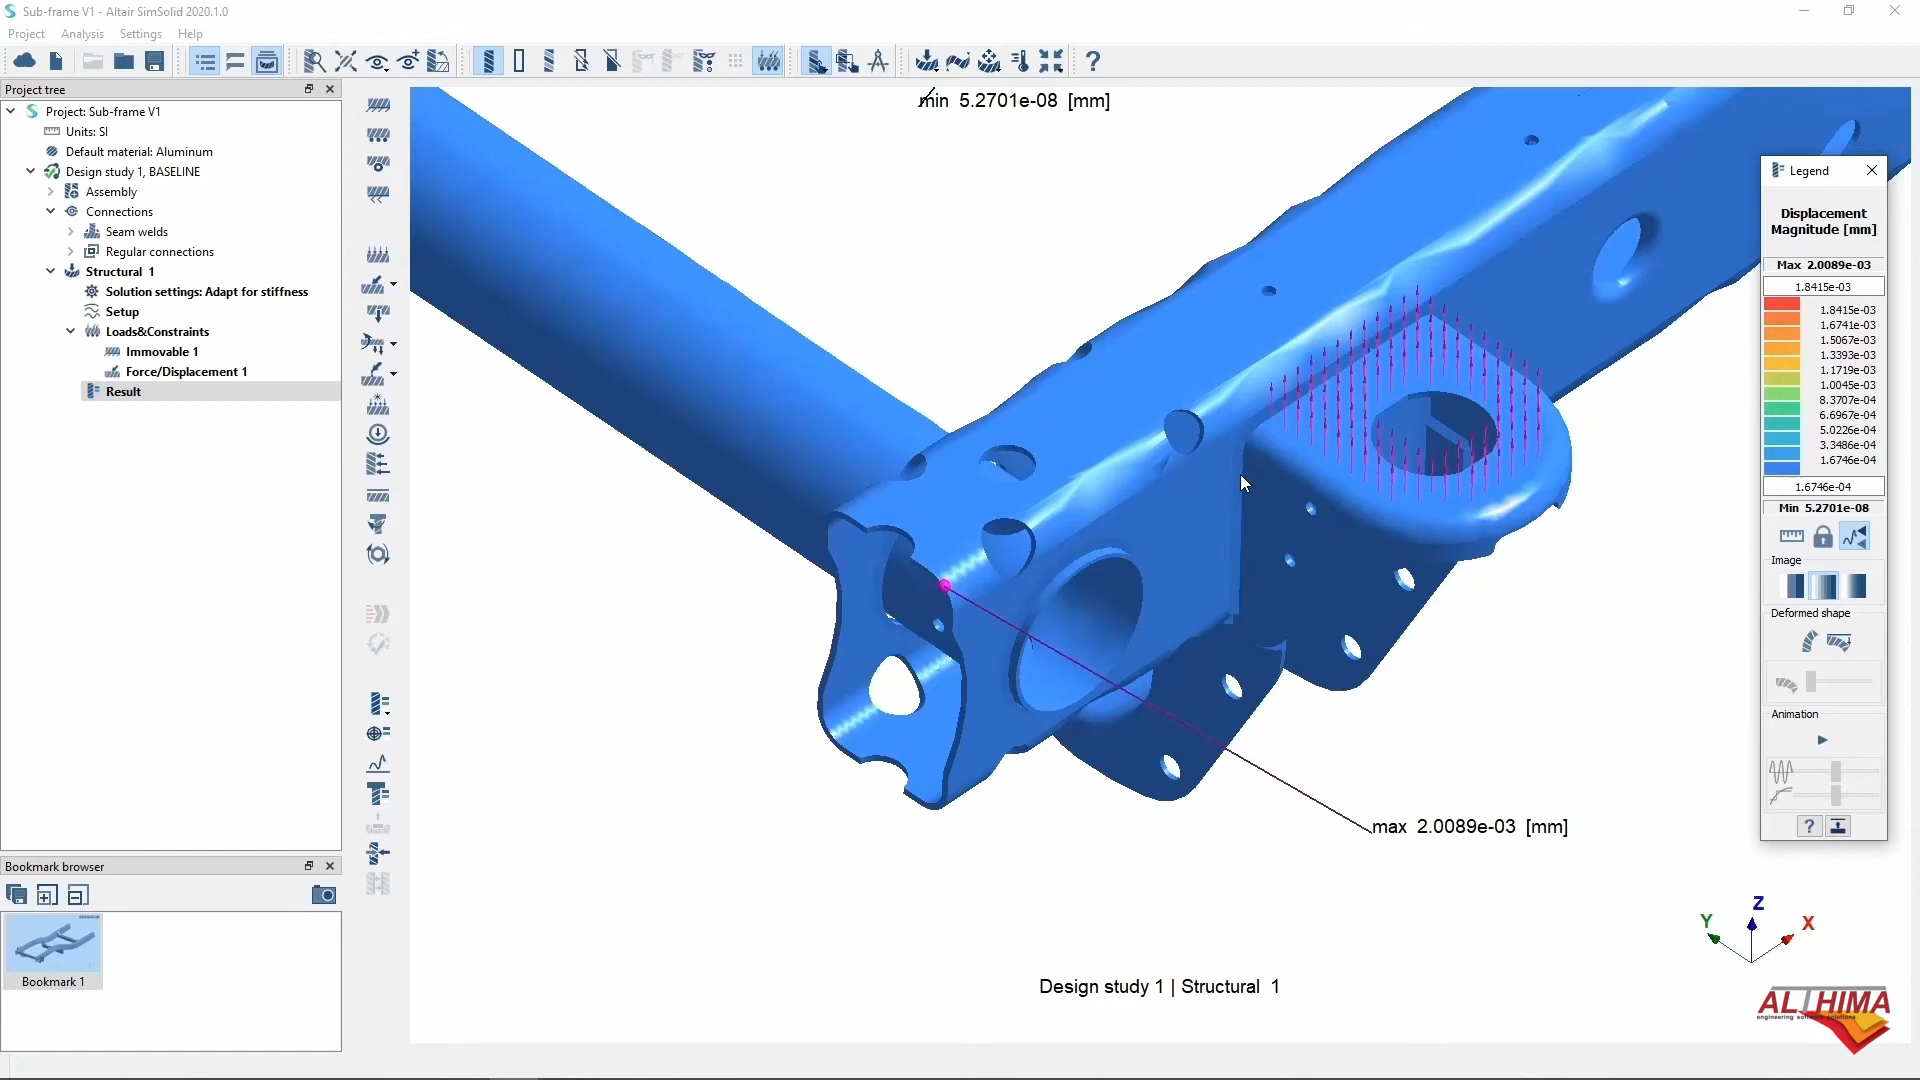 Sub-frame V1 - Altair SimSolid 2020.1.0
Project Analysis Settings Help
Project tree
Project: Sub-frame V1
Units: SI
Default material: Aluminum
Design study 1, BASELINE
Assembly
Connections
Seam welds
Regular connections
Structural 1
Solution settings: Adapt for stiffness
Setup
Loads&Constraints
Immovable 1
Force/Displacement 1
Result
Bookmark browser
Bookmark 1
min 5.2701e-08 [mm]
max 2.0089e-03 [mm]
Design study 1 | Structural 1
Legend
Displacement
Magnitude [mm]
Max 2.0089e-03
1.8415e-03
1.8415e-03
1.6741e-03
1.5067e-03
1.3393e-03
1.1719e-03
1.0045e-03
8.3707e-04
6.6967e-04
5.0226e-04
3.3486e-04
1.6746e-04
1.6746e-04
Min 5.2701e-08
Image
Deformed shape
Animation
?
Z
Y
X
ALTHIMA
engineering software solutions